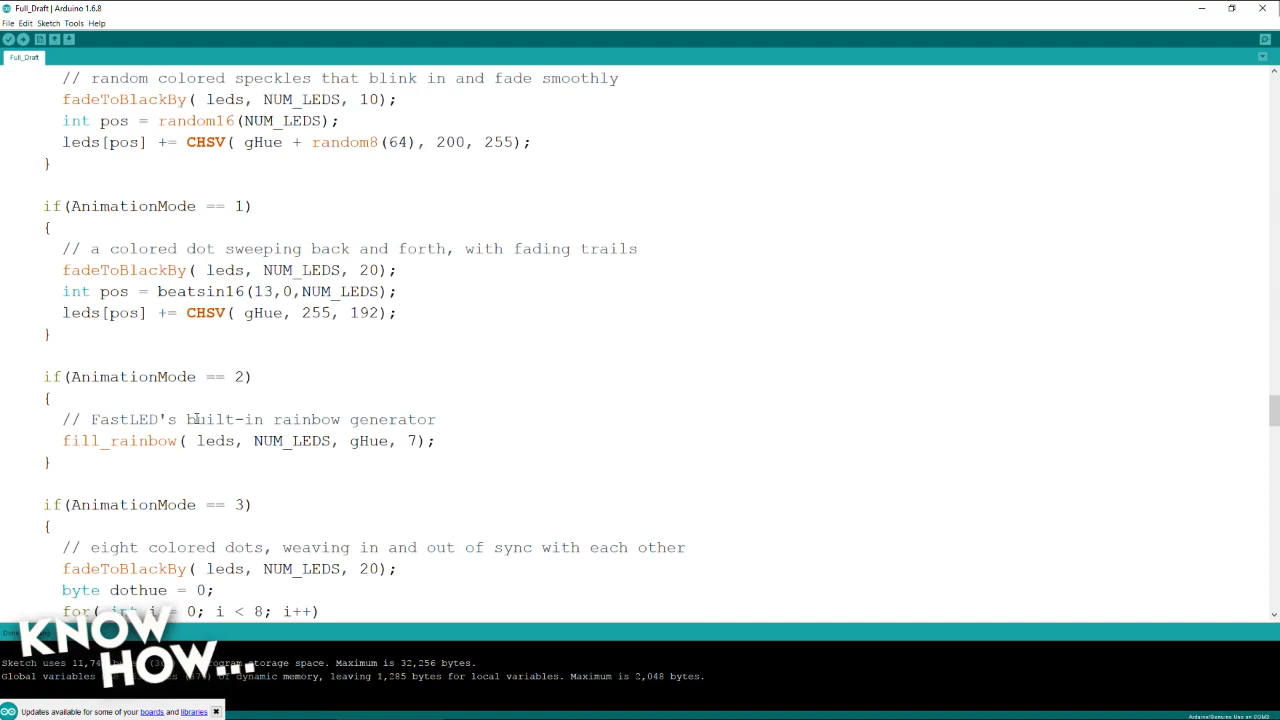 Full_Draft | Arduino 1.6.8
File Edit Sketch Tools Help
Full_Draft
// random colored speckles that blink in and fade smoothly
fadeToBlackBy( leds, NUM_LEDS, 10);
int pos = random16(NUM_LEDS);
leds[pos] += CHSV( gHue + random8(64), 200, 255);
}
if(AnimationMode == 1)
{
// a colored dot sweeping back and forth, with fading trails
fadeToBlackBy( leds, NUM_LEDS, 20);
int pos = beatsin16(13,0,NUM_LEDS);
leds[pos] += CHSV( gHue, 255, 192);
}
if(AnimationMode == 2)
{
// FastLED's built-in rainbow generator
fill_rainbow( leds, NUM_LEDS, gHue, 7);
}
if(AnimationMode == 3)
{
// eight colored dots, weaving in and out of sync with each other
fadeToBlackBy( leds, NUM_LEDS, 20);
byte dothue = 0;
for( int i = 0; i < 8; i++)
KNOW
HOW...
Sketch uses 11,74 program storage space. Maximum is 32,256 bytes.
Global variables of dynamic memory, leaving 1,285 bytes for local variables. Maximum is 2,048 bytes.
Updates available for some of your boards and libraries
Arduino/Genuino Uno on COM3